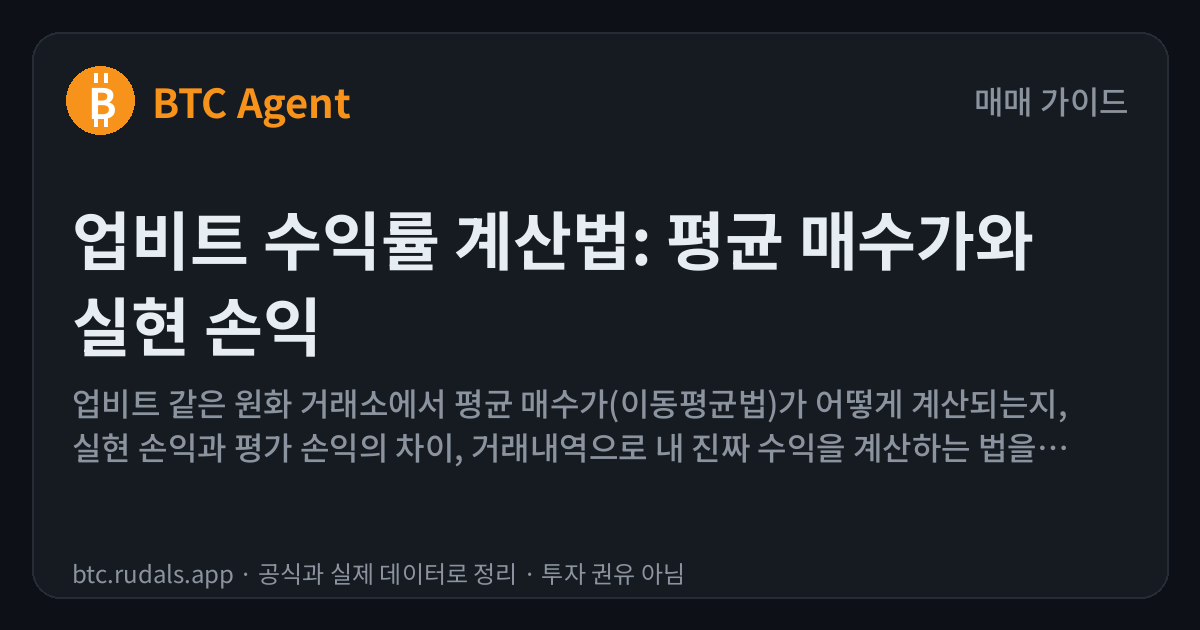 BTC Agent
매매 가이드
업비트 수익률 계산법: 평균 매수가와
실현 손익
업비트 같은 원화 거래소에서 평균 매수가(이동평균법)가 어떻게 계산되는지,
실현 손익과 평가 손익의 차이, 거래내역으로 내 진짜 수익을 계산하는 법을…
btc.rudals.app · 공식과 실제 데이터로 정리 · 투자 권유 아님